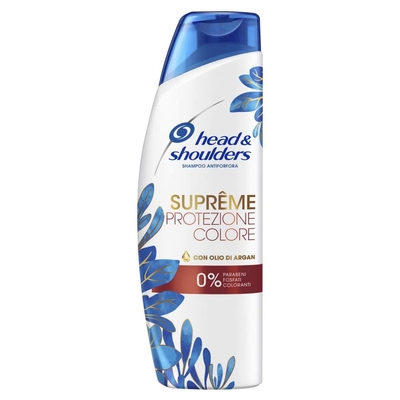 head &
shoulders
SHAMPOO ANTIFORFORA
SUPRÊME
PROTEZIONE
COLORE
CON OLIO DI ARGAN
0% PARABENI
FOSFATI
COLORANTI